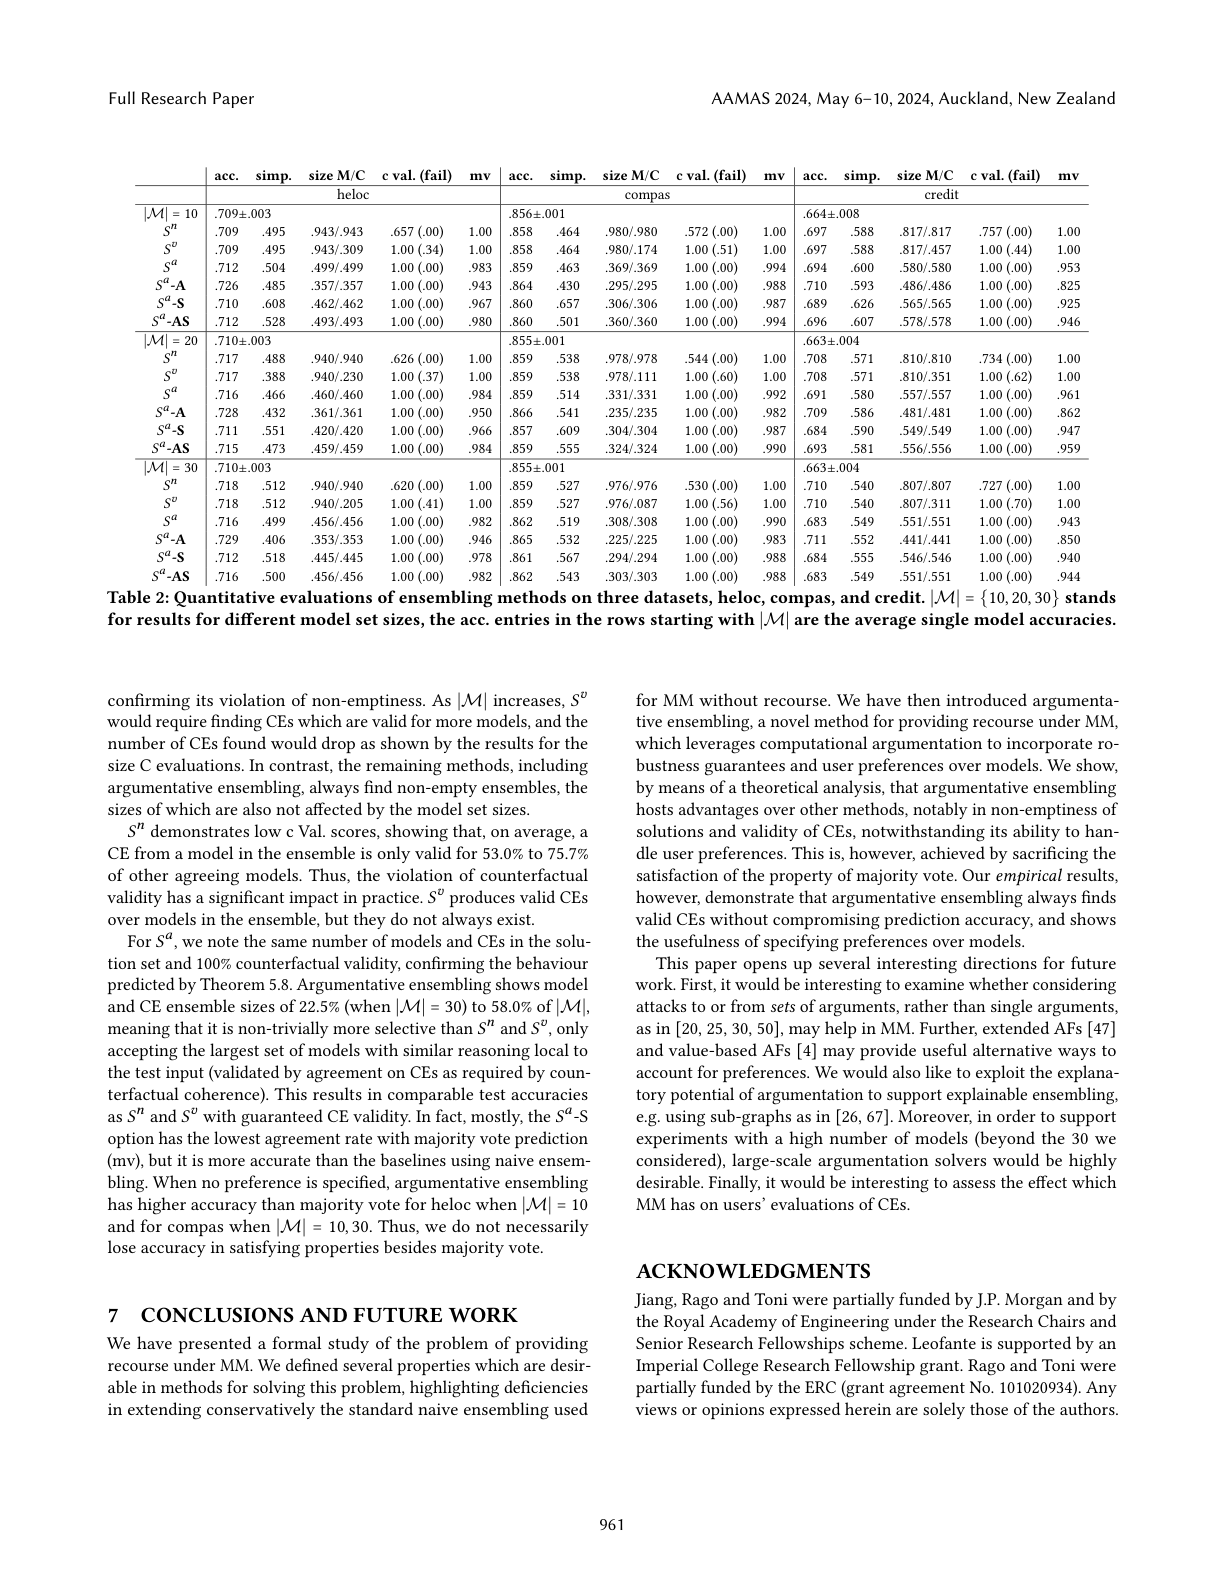 Full Research Paper
AAMAS 2024, May 6–10, 2024, Auckland, New Zealand
acc. simp. size M/C c val. (fail) mv acc. simp. size M/C c val. (fail) mv acc. simp. size M/C c val. (fail) mv
heloc compas credit
|M| = 10 .709±.003 .856±.001 .664±.008
Sⁿ .709 .495 .943/.943 .657 (.00) 1.00 .858 .464 .980/.980 .572 (.00) 1.00 .697 .588 .817/.817 .757 (.00) 1.00
Sᵛ .709 .495 .943/.309 1.00 (.34) 1.00 .858 .464 .980/.174 1.00 (.51) 1.00 .697 .588 .817/.457 1.00 (.44) 1.00
Sᵃ .712 .504 .499/.499 1.00 (.00) .983 .859 .463 .369/.369 1.00 (.00) .994 .694 .600 .580/.580 1.00 (.00) .953
Sᵃ-A .726 .485 .357/.357 1.00 (.00) .943 .864 .430 .295/.295 1.00 (.00) .988 .710 .593 .486/.486 1.00 (.00) .825
Sᵃ-S .710 .608 .462/.462 1.00 (.00) .967 .860 .657 .306/.306 1.00 (.00) .987 .689 .626 .565/.565 1.00 (.00) .925
Sᵃ-AS .712 .528 .493/.493 1.00 (.00) .980 .860 .501 .360/.360 1.00 (.00) .994 .696 .607 .578/.578 1.00 (.00) .946
|M| = 20 .710±.003 .855±.001 .663±.004
Sⁿ .717 .488 .940/.940 .626 (.00) 1.00 .859 .538 .978/.978 .544 (.00) 1.00 .708 .571 .810/.810 .734 (.00) 1.00
Sᵛ .717 .388 .940/.230 1.00 (.37) 1.00 .859 .538 .978/.111 1.00 (.60) 1.00 .708 .571 .810/.351 1.00 (.62) 1.00
Sᵃ .716 .466 .460/.460 1.00 (.00) .984 .859 .514 .331/.331 1.00 (.00) .992 .691 .580 .557/.557 1.00 (.00) .961
Sᵃ-A .728 .432 .361/.361 1.00 (.00) .950 .866 .541 .235/.235 1.00 (.00) .982 .709 .586 .481/.481 1.00 (.00) .862
Sᵃ-S .711 .551 .420/.420 1.00 (.00) .966 .857 .609 .304/.304 1.00 (.00) .987 .684 .590 .549/.549 1.00 (.00) .947
Sᵃ-AS .715 .473 .459/.459 1.00 (.00) .984 .859 .555 .324/.324 1.00 (.00) .990 .693 .581 .556/.556 1.00 (.00) .959
|M| = 30 .710±.003 .855±.001 .663±.004
Sⁿ .718 .512 .940/.940 .620 (.00) 1.00 .859 .527 .976/.976 .530 (.00) 1.00 .710 .540 .807/.807 .727 (.00) 1.00
Sᵛ .718 .512 .940/.205 1.00 (.41) 1.00 .859 .527 .976/.087 1.00 (.56) 1.00 .710 .540 .807/.311 1.00 (.70) 1.00
Sᵃ .716 .499 .456/.456 1.00 (.00) .982 .862 .519 .308/.308 1.00 (.00) .990 .683 .549 .551/.551 1.00 (.00) .943
Sᵃ-A .729 .406 .353/.353 1.00 (.00) .946 .865 .532 .225/.225 1.00 (.00) .983 .711 .552 .441/.441 1.00 (.00) .850
Sᵃ-S .712 .518 .445/.445 1.00 (.00) .978 .861 .567 .294/.294 1.00 (.00) .988 .684 .555 .546/.546 1.00 (.00) .940
Sᵃ-AS .716 .500 .456/.456 1.00 (.00) .982 .862 .543 .303/.303 1.00 (.00) .988 .683 .549 .551/.551 1.00 (.00) .944
Table 2: Quantitative evaluations of ensembling methods on three datasets, heloc, compas, and credit. |M| = {10, 20, 30} stands
for results for different model set sizes, the acc. entries in the rows starting with |M| are the average single model accuracies.
confirming its violation of non-emptiness. As |M| increases, Sᵛ
would require finding CEs which are valid for more models, and the
number of CEs found would drop as shown by the results for the
size C evaluations. In contrast, the remaining methods, including
argumentative ensembling, always find non-empty ensembles, the
sizes of which are also not affected by the model set sizes.
Sⁿ demonstrates low c Val. scores, showing that, on average, a
CE from a model in the ensemble is only valid for 53.0% to 75.7%
of other agreeing models. Thus, the violation of counterfactual
validity has a significant impact in practice. Sᵛ produces valid CEs
over models in the ensemble, but they do not always exist.
For Sᵃ, we note the same number of models and CEs in the solu-
tion set and 100% counterfactual validity, confirming the behaviour
predicted by Theorem 5.8. Argumentative ensembling shows model
and CE ensemble sizes of 22.5% (when |M| = 30) to 58.0% of |M|,
meaning that it is non-trivially more selective than Sⁿ and Sᵛ, only
accepting the largest set of models with similar reasoning local to
the test input (validated by agreement on CEs as required by coun-
terfactual coherence). This results in comparable test accuracies
as Sⁿ and Sᵛ with guaranteed CE validity. In fact, mostly, the Sᵃ-S
option has the lowest agreement rate with majority vote prediction
(mv), but it is more accurate than the baselines using naive ensem-
bling. When no preference is specified, argumentative ensembling
has higher accuracy than majority vote for heloc when |M| = 10
and for compas when |M| = 10, 30. Thus, we do not necessarily
lose accuracy in satisfying properties besides majority vote.
7 CONCLUSIONS AND FUTURE WORK
We have presented a formal study of the problem of providing
recourse under MM. We defined several properties which are desir-
able in methods for solving this problem, highlighting deficiencies
in extending conservatively the standard naive ensembling used
for MM without recourse. We have then introduced argumenta-
tive ensembling, a novel method for providing recourse under MM,
which leverages computational argumentation to incorporate ro-
bustness guarantees and user preferences over models. We show,
by means of a theoretical analysis, that argumentative ensembling
hosts advantages over other methods, notably in non-emptiness of
solutions and validity of CEs, notwithstanding its ability to han-
dle user preferences. This is, however, achieved by sacrificing the
satisfaction of the property of majority vote. Our empirical results,
however, demonstrate that argumentative ensembling always finds
valid CEs without compromising prediction accuracy, and shows
the usefulness of specifying preferences over models.
This paper opens up several interesting directions for future
work. First, it would be interesting to examine whether considering
attacks to or from sets of arguments, rather than single arguments,
as in [20, 25, 30, 50], may help in MM. Further, extended AFs [47]
and value-based AFs [4] may provide useful alternative ways to
account for preferences. We would also like to exploit the explana-
tory potential of argumentation to support explainable ensembling,
e.g. using sub-graphs as in [26, 67]. Moreover, in order to support
experiments with a high number of models (beyond the 30 we
considered), large-scale argumentation solvers would be highly
desirable. Finally, it would be interesting to assess the effect which
MM has on users' evaluations of CEs.
ACKNOWLEDGMENTS
Jiang, Rago and Toni were partially funded by J.P. Morgan and by
the Royal Academy of Engineering under the Research Chairs and
Senior Research Fellowships scheme. Leofante is supported by an
Imperial College Research Fellowship grant. Rago and Toni were
partially funded by the ERC (grant agreement No. 101020934). Any
views or opinions expressed herein are solely those of the authors.
961